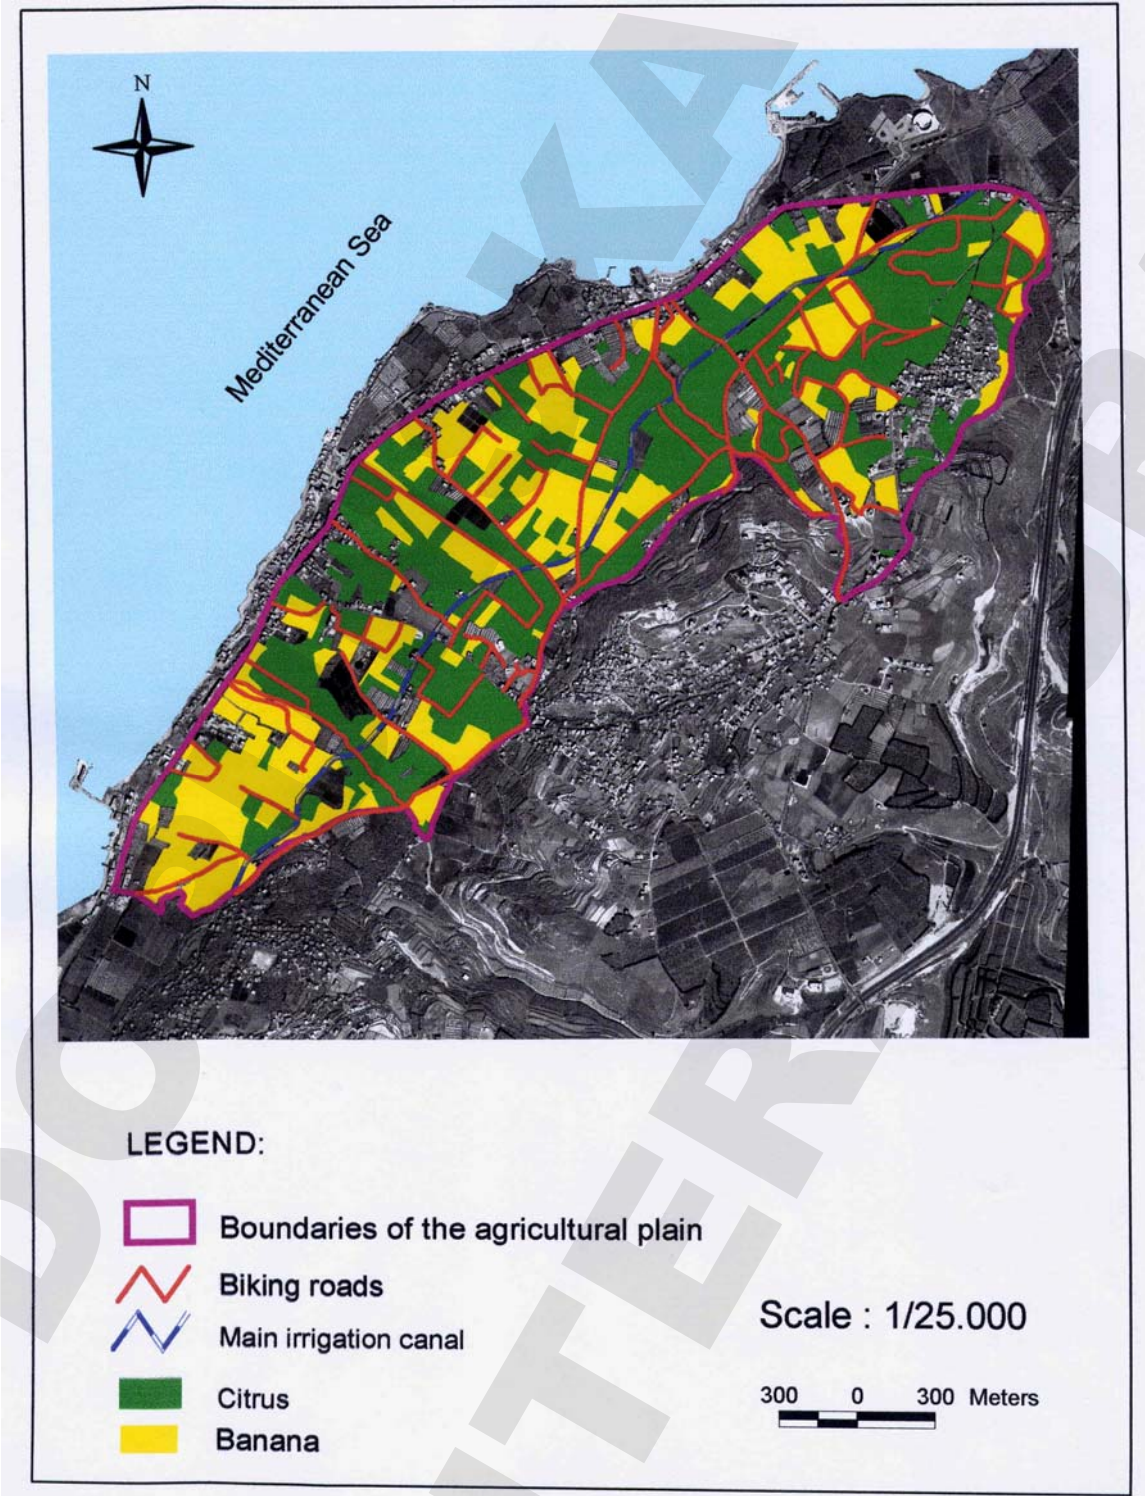 N
Mediterranean Sea
LEGEND:
Boundaries of the agricultural plain
Biking roads
Main irrigation canal
Citrus
Banana
Scale : 1/25.000
300 0 300 Meters